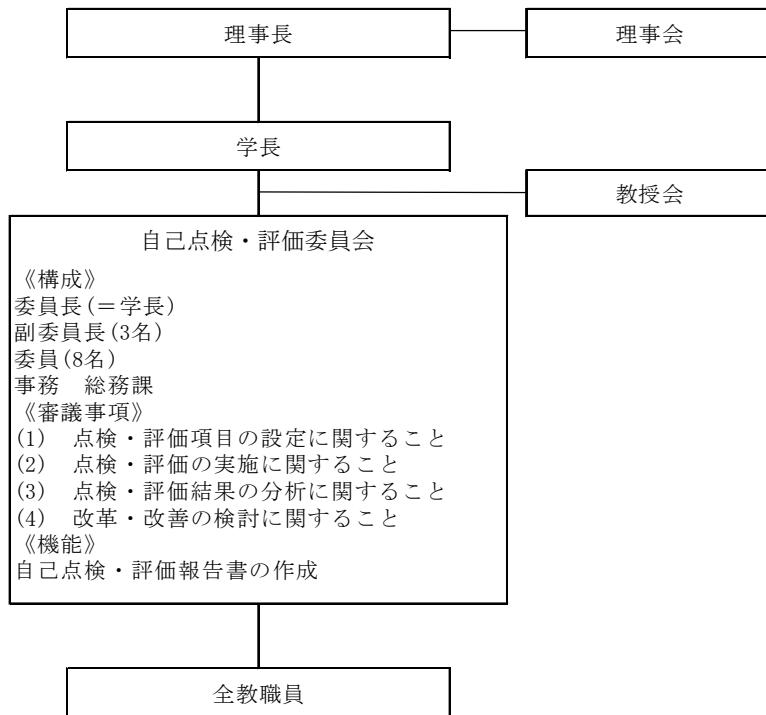 理事長
理事会
学長
教授会
自己点検・評価委員会
《構成》
委員長(＝学長)
副委員長(3名)
委員(8名)
事務　総務課
《審議事項》
(1)　点検・評価項目の設定に関すること
(2)　点検・評価の実施に関すること
(3)　点検・評価結果の分析に関すること
(4)　改革・改善の検討に関すること
《機能》
自己点検・評価報告書の作成
全教職員